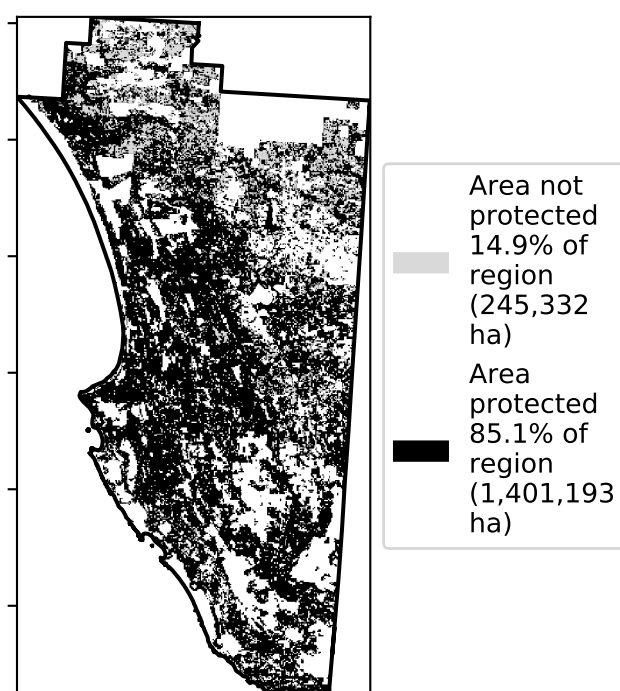 Area not
protected
14.9% of
region
(245,332
ha)
Area
protected
85.1% of
region
(1,401,193
ha)